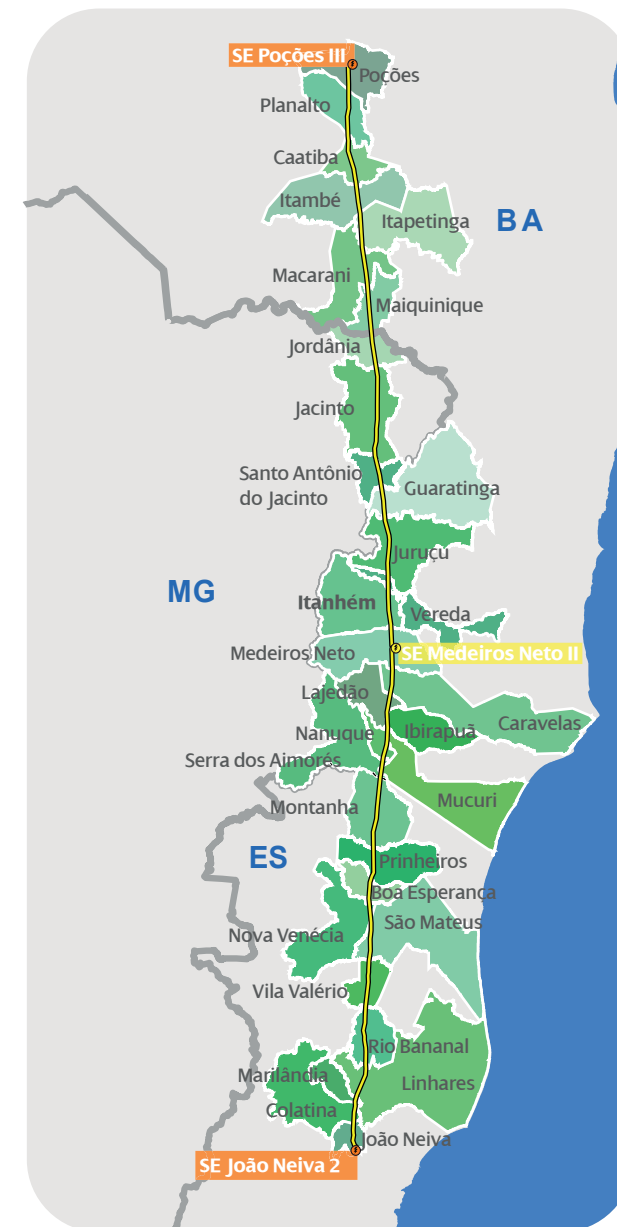 SE Poções III
Poções
Planalto
Caatiba
Itambé
Itapetinga
BA
Macarani
Maiquinique
Jordânia
Jacinto
Santo Antônio
do Jacinto
Guaratinga
Juruçu
MG
Itanhém
Vereda
Medeiros Neto
SE Medeiros Neto II
Lajedão
Caravelas
Ibirapuã
Nanuque
Serra dos Aimorés
Mucuri
Montanha
ES
Prinheiros
Boa Esperança
São Mateus
Nova Venécia
Vila Valério
Rio Bananal
Marilândia
Linhares
Colatina
João Neiva
SE João Neiva 2